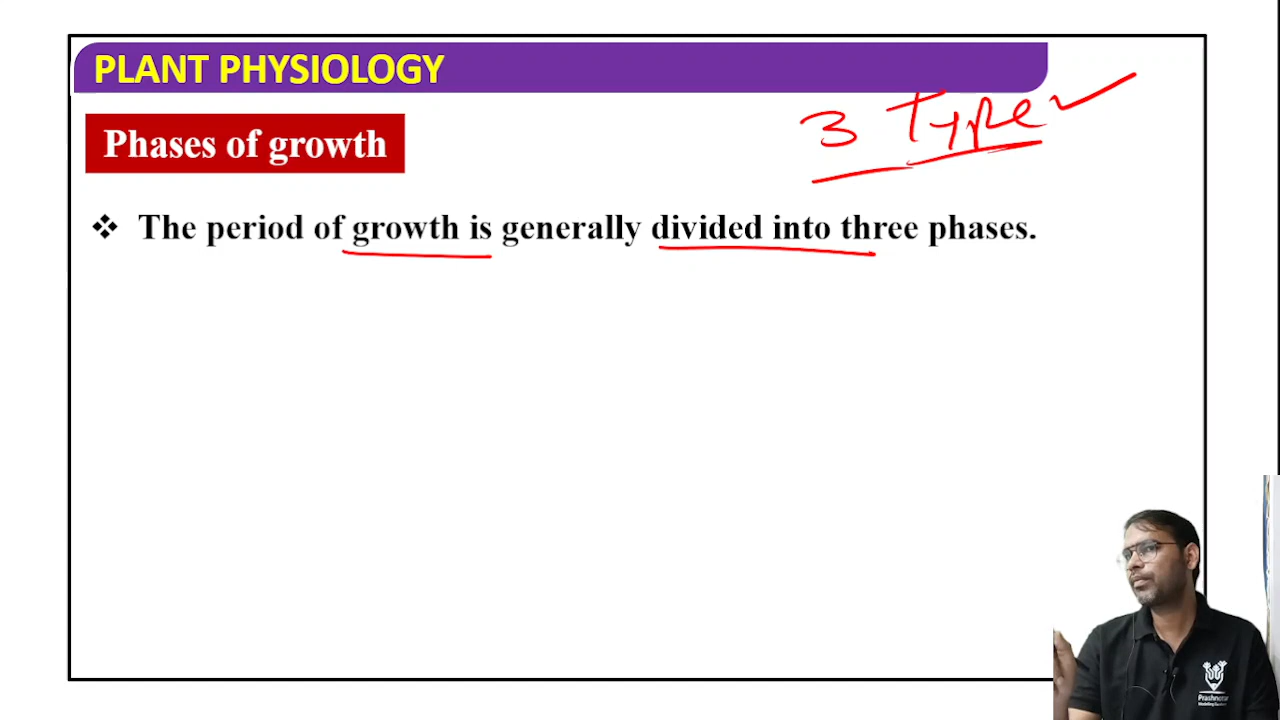 PLANT PHYSIOLOGY
3 Type
Phases of growth
❖ The period of growth is generally divided into three phases.